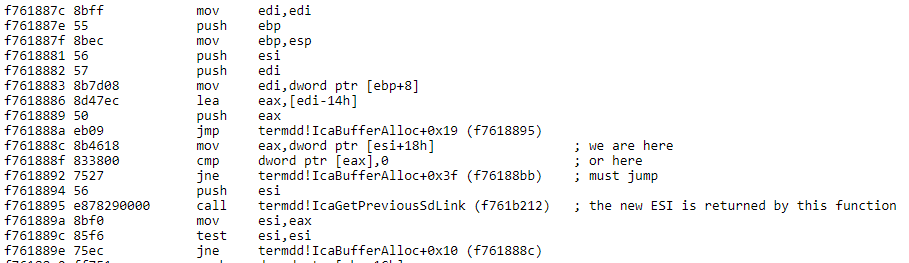 f761887c 8bff mov edi,edi
f761887e 55 push ebp
f761887f 8bec mov ebp,esp
f7618881 56 push esi
f7618882 57 push edi
f7618883 8b7d08 mov edi,dword ptr [ebp+8]
f7618886 8d47ec lea eax,[edi-14h]
f7618889 50 push eax
f761888a eb09 jmp termdd!IcaBufferAlloc+0x19 (f7618895)
f761888c 8b4618 mov eax,dword ptr [esi+18h] ; we are here
f761888f 833800 cmp dword ptr [eax],0 ; or here
f7618892 7527 jne termdd!IcaBufferAlloc+0x3f (f76188bb) ; must jump
f7618894 56 push esi
f7618895 e878290000 call termdd!IcaGetPreviousSdLink (f761b212) ; the new ESI is returned by this function
f761889a 8bf0 mov esi,eax
f761889c 85f6 test esi,esi
f761889e 75ec jne termdd!IcaBufferAlloc+0x10 (f761888c)